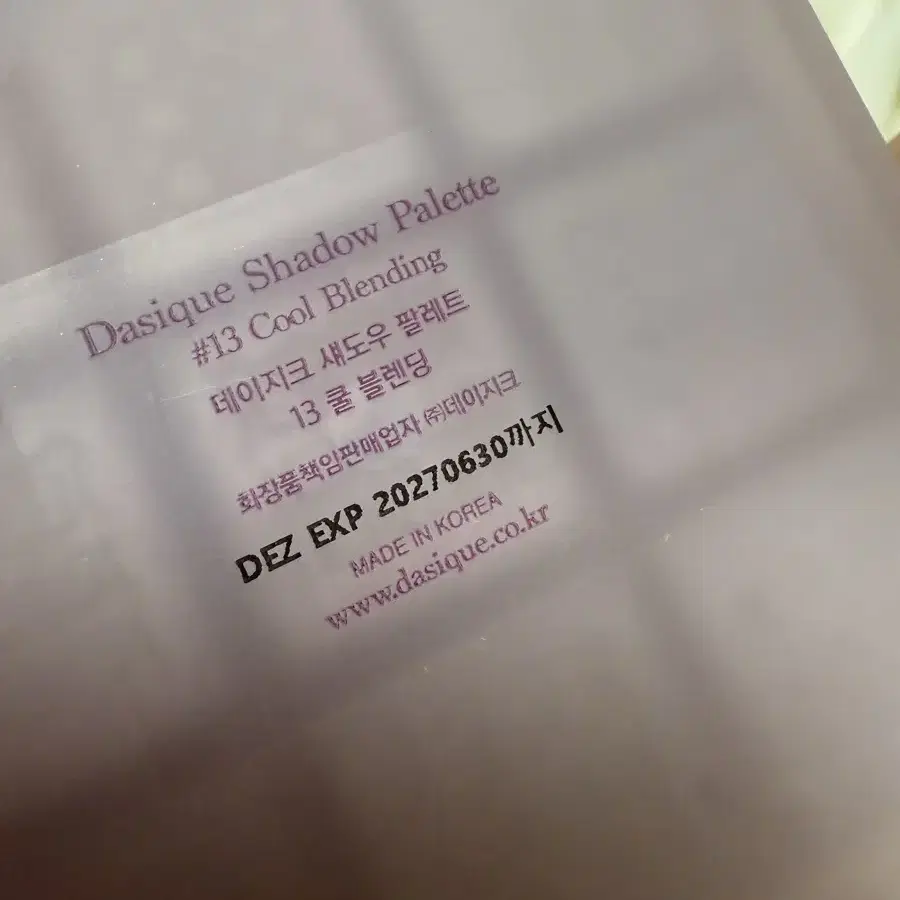 Dasique Shadow Palette
#13 Cool Blending
데이지크 섀도우 팔레트
13 쿨 블렌딩
화장품책임판매업자 ㈜데이지크
DEZ EXP 20270630까지
MADE IN KOREA
www.dasique.co.kr